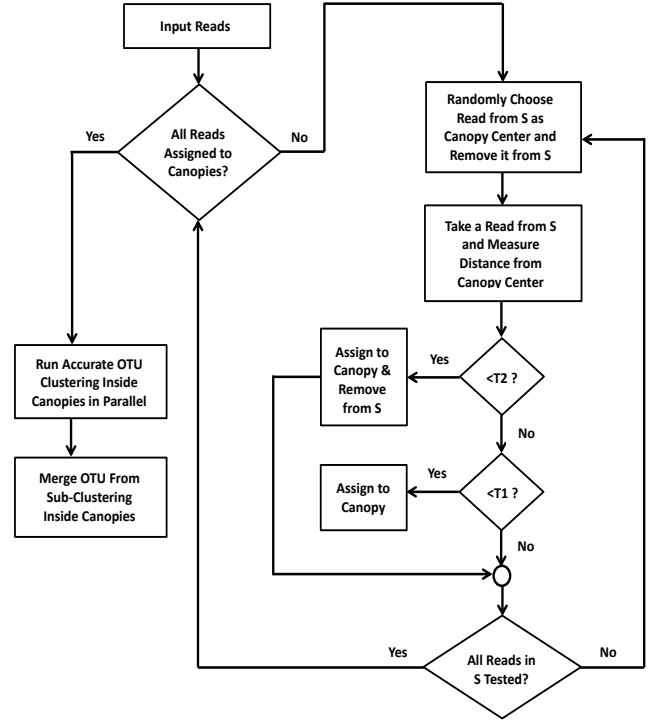 Input Reads
All Reads
Assigned to
Canopies?
Yes
No
Randomly Choose
Read from S as
Canopy Center and
Remove it from S
Take a Read from S
and Measure
Distance from
Canopy Center
<T2 ?
Yes
No
Assign to
Canopy &
Remove
from S
<T1 ?
Yes
No
Assign to
Canopy
All Reads in
S Tested?
Yes
No
Run Accurate OTU
Clustering Inside
Canopies in Parallel
Merge OTU From
Sub-Clustering
Inside Canopies